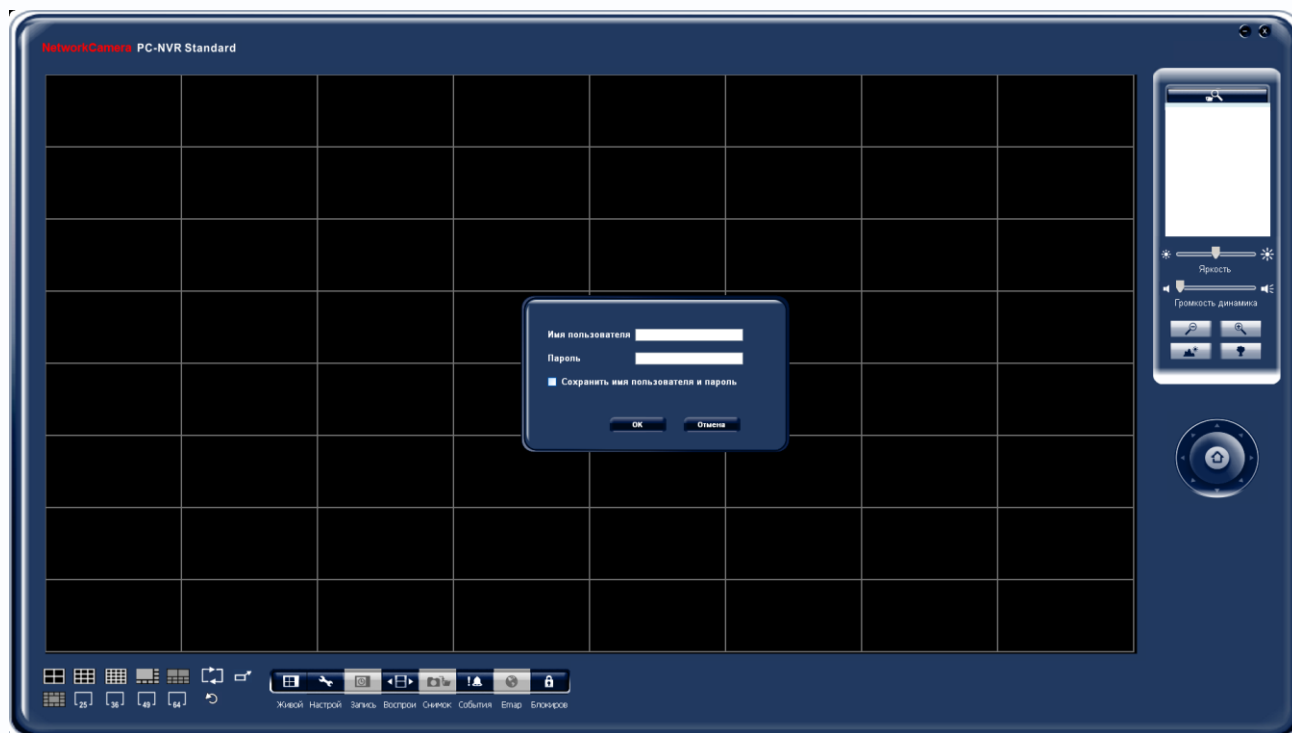 NetworkCamera PC-NVR Standard
Яркость
Громкость динамика
Имя пользователя
Пароль
Сохранить имя пользователя и пароль
OK Отмена
25 36 49 64
Живой Настрой Запись Воспрои Снимок События Emap Блокиров